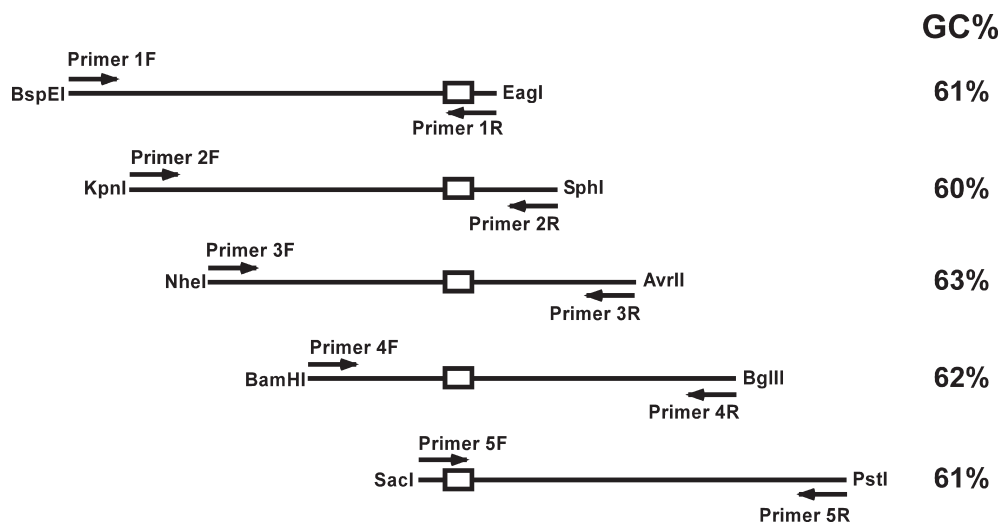 GC%
Primer 1F
BspEI EagI 61%
Primer 1R
Primer 2F
KpnI SphI 60%
Primer 2R
Primer 3F
NheI AvrII 63%
Primer 3R
Primer 4F
BamHI BglII 62%
Primer 4R
Primer 5F
SacI PstI 61%
Primer 5R